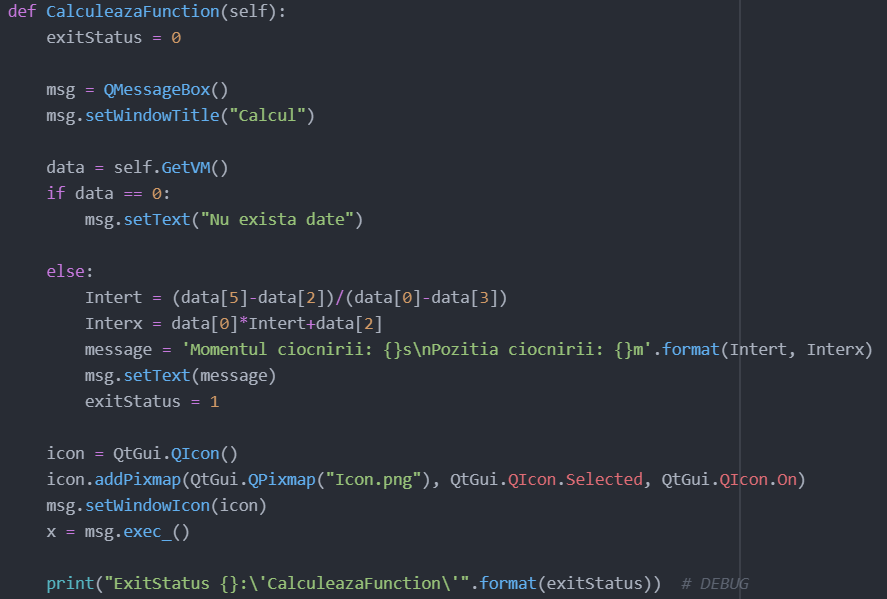 def CalculeazaFunction(self):
    exitStatus = 0

    msg = QMessageBox()
    msg.setWindowTitle("Calcul")

    data = self.GetVM()
    if data == 0:
        msg.setText("Nu exista date")

    else:
        Intert = (data[5]-data[2])/(data[0]-data[3])
        Interx = data[0]*Intert+data[2]
        message = 'Momentul ciocnirii: {}s\nPozitia ciocnirii: {}m'.format(Intert, Interx)
        msg.setText(message)
        exitStatus = 1

    icon = QtGui.QIcon()
    icon.addPixmap(QtGui.QPixmap("Icon.png"), QtGui.QIcon.Selected, QtGui.QIcon.On)
    msg.setWindowIcon(icon)
    x = msg.exec_()

    print("ExitStatus {}:\'CalculeazaFunction\'".format(exitStatus))  # DEBUG